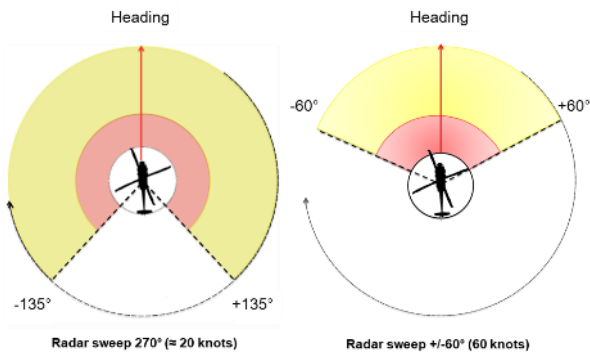 Heading
Heading
-60°
+60°
-135°
+135°
Radar sweep 270° (≈ 20 knots)
Radar sweep +/-60° (60 knots)